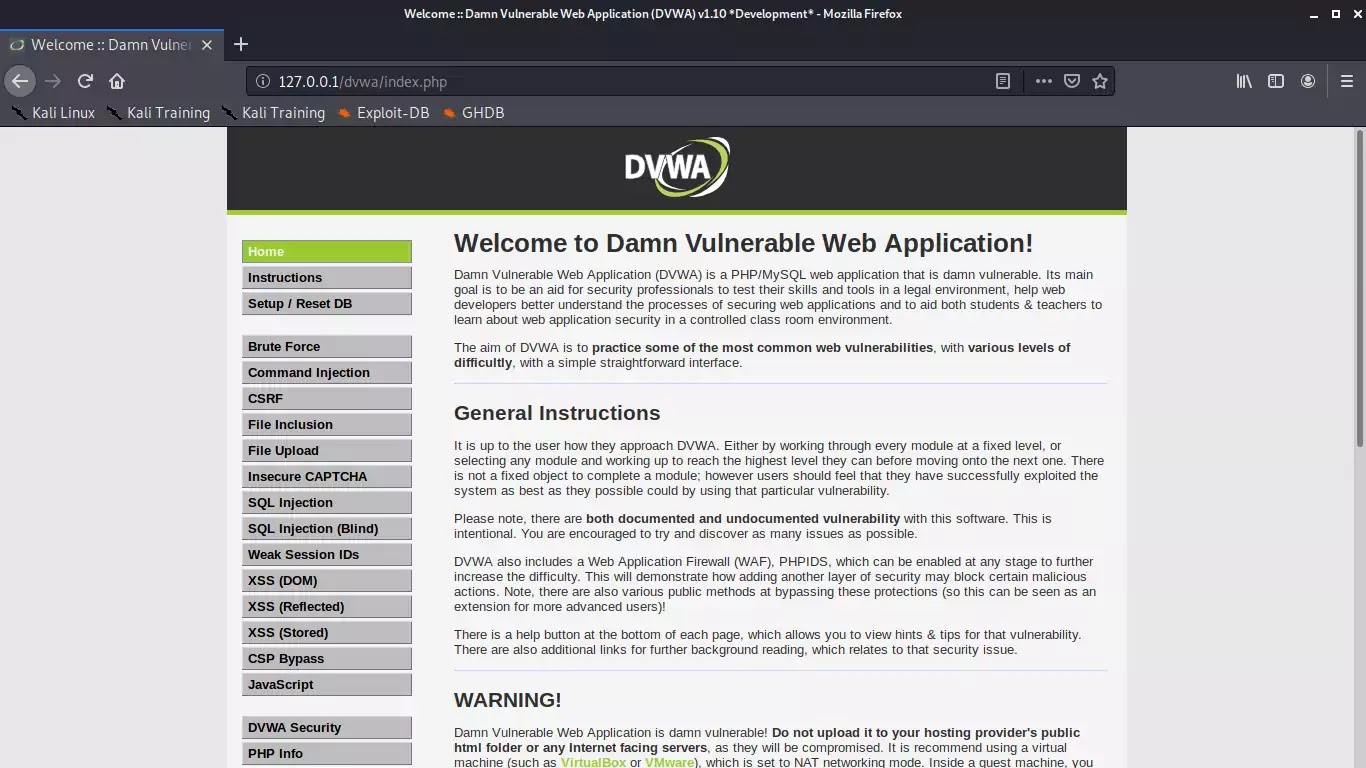 Welcome :: Damn Vulnerable Web Application (DVWA) v1.10 *Development* - Mozilla Firefox
Welcome :: Damn Vulner
127.0.0.1/dvwa/index.php
Kali Linux Kali Training Kali Training Exploit-DB GHDB
DVWA
Home
Instructions
Setup / Reset DB
Brute Force
Command Injection
CSRF
File Inclusion
File Upload
Insecure CAPTCHA
SQL Injection
SQL Injection (Blind)
Weak Session IDs
XSS (DOM)
XSS (Reflected)
XSS (Stored)
CSP Bypass
JavaScript
DVWA Security
PHP Info
Welcome to Damn Vulnerable Web Application!
Damn Vulnerable Web Application (DVWA) is a PHP/MySQL web application that is damn vulnerable. Its main
goal is to be an aid for security professionals to test their skills and tools in a legal environment, help web
developers better understand the processes of securing web applications and to aid both students & teachers to
learn about web application security in a controlled class room environment.
The aim of DVWA is to practice some of the most common web vulnerabilities, with various levels of
difficultly, with a simple straightforward interface.
General Instructions
It is up to the user how they approach DVWA. Either by working through every module at a fixed level, or
selecting any module and working up to reach the highest level they can before moving onto the next one. There
is not a fixed object to complete a module; however users should feel that they have successfully exploited the
system as best as they possible could by using that particular vulnerability.
Please note, there are both documented and undocumented vulnerability with this software. This is
intentional. You are encouraged to try and discover as many issues as possible.
DVWA also includes a Web Application Firewall (WAF), PHPIDS, which can be enabled at any stage to further
increase the difficulty. This will demonstrate how adding another layer of security may block certain malicious
actions. Note, there are also various public methods at bypassing these protections (so this can be seen as an
extension for more advanced users)!
There is a help button at the bottom of each page, which allows you to view hints & tips for that vulnerability.
There are also additional links for further background reading, which relates to that security issue.
WARNING!
Damn Vulnerable Web Application is damn vulnerable! Do not upload it to your hosting provider's public
html folder or any Internet facing servers, as they will be compromised. It is recommend using a virtual
machine (such as VirtualBox or VMware), which is set to NAT networking mode. Inside a guest machine, you